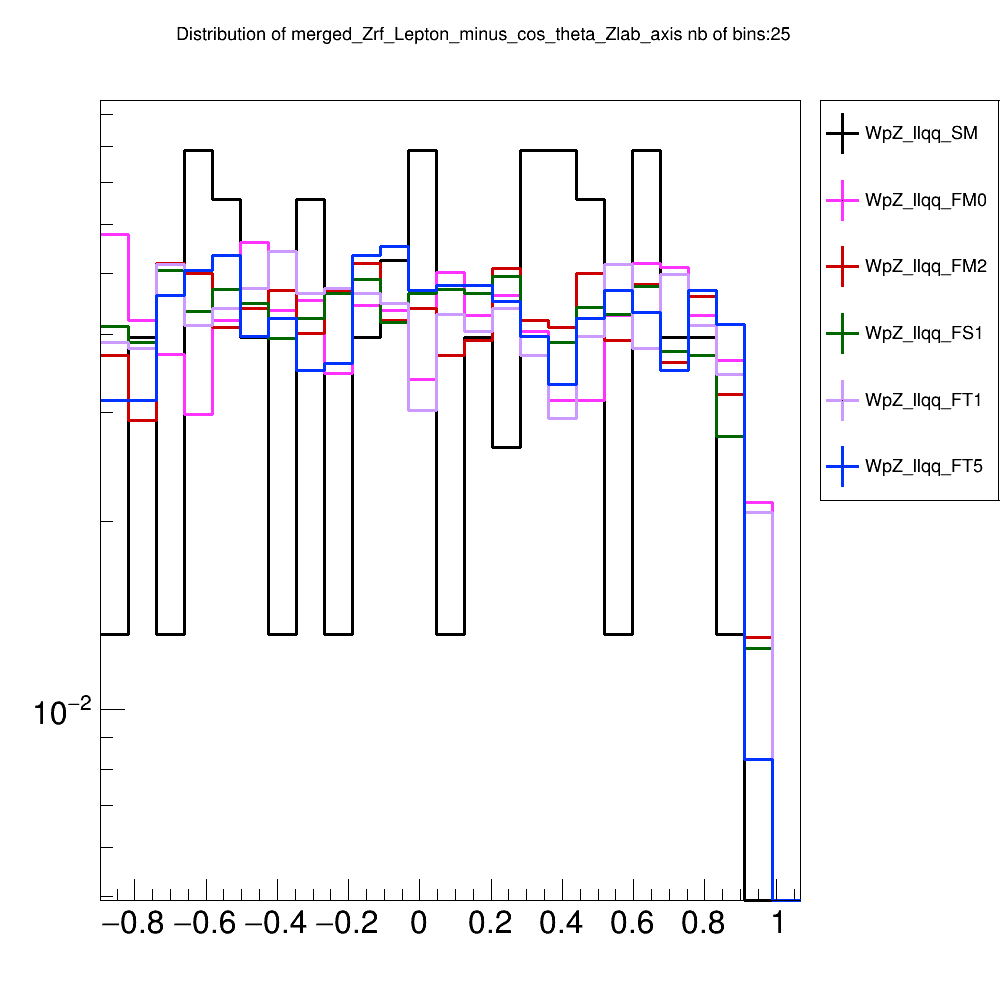 Distribution of merged_Zrf_Lepton_minus_cos_theta_Zlab_axis nb of bins:25
WpZ_llqq_SM
WpZ_llqq_FM0
WpZ_llqq_FM2
WpZ_llqq_FS1
WpZ_llqq_FT1
WpZ_llqq_FT5
10⁻²
−0.8 −0.6 −0.4 −0.2 0 0.2 0.4 0.6 0.8 1